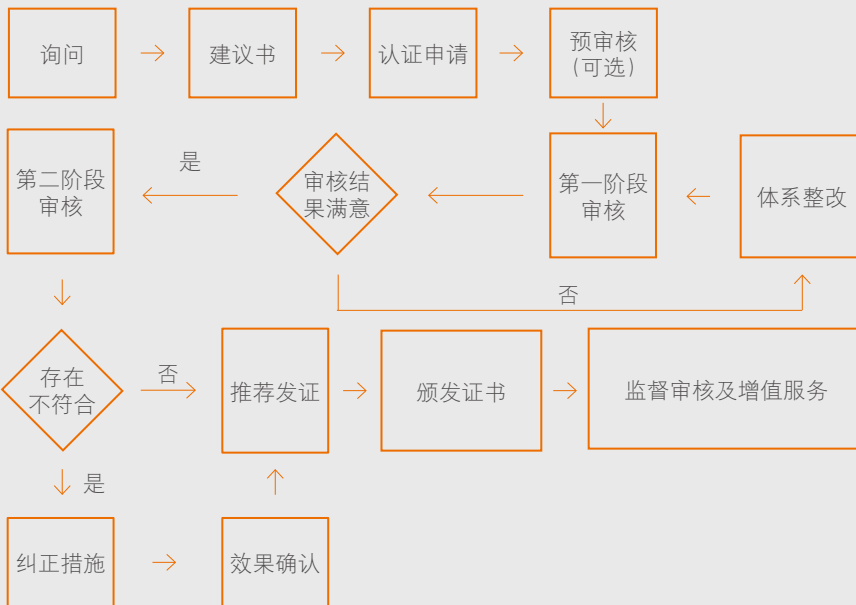 询问
建议书
认证申请
预审核
（可选）
第二阶段
审核
是
审核结
果满意
第一阶段
审核
体系整改
否
存在
不符合
否
推荐发证
颁发证书
监督审核及增值服务
是
纠正措施
效果确认